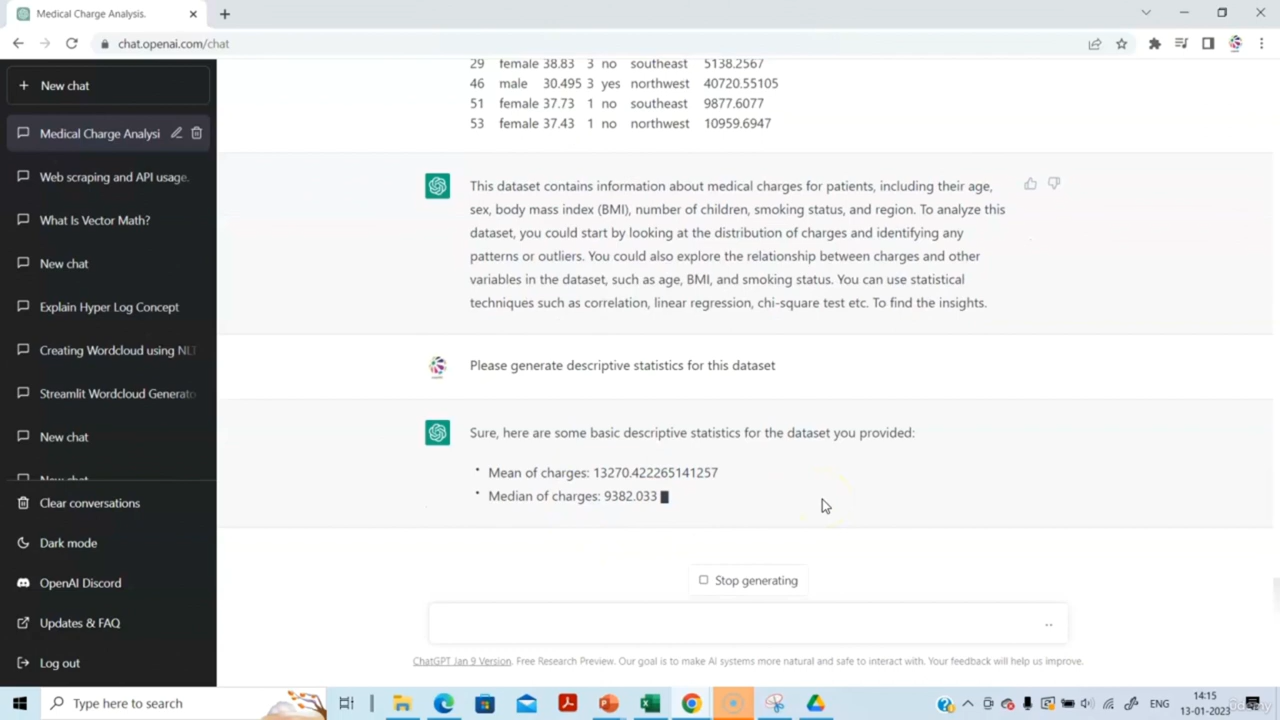 Medical Charge Analysis.
chat.openai.com/chat
New chat
Medical Charge Analysi
Web scraping and API usage.
What Is Vector Math?
New chat
Explain Hyper Log Concept
Creating Wordcloud using NL
Streamlit Wordcloud Generato
New chat
New chat
Clear conversations
Dark mode
OpenAI Discord
Updates & FAQ
Log out
29 female 38.83 3 no southeast 5138.2567
46 male 30.495 3 yes northwest 40720.55105
51 female 37.73 1 no southeast 9877.6077
53 female 37.43 1 no northwest 10959.6947
This dataset contains information about medical charges for patients, including their age,
sex, body mass index (BMI), number of children, smoking status, and region. To analyze this
dataset, you could start by looking at the distribution of charges and identifying any
patterns or outliers. You could also explore the relationship between charges and other
variables in the dataset, such as age, BMI, and smoking status. You can use statistical
techniques such as correlation, linear regression, chi-square test etc. To find the insights.
Please generate descriptive statistics for this dataset
Sure, here are some basic descriptive statistics for the dataset you provided:
• Mean of charges: 13270.422265141257
• Median of charges: 9382.033
Stop generating
ChatGPT Jan 9 Version. Free Research Preview. Our goal is to make AI systems more natural and safe to interact with. Your feedback will help us improve.
Type here to search
ENG
14:15
13-01-2023
Udemy